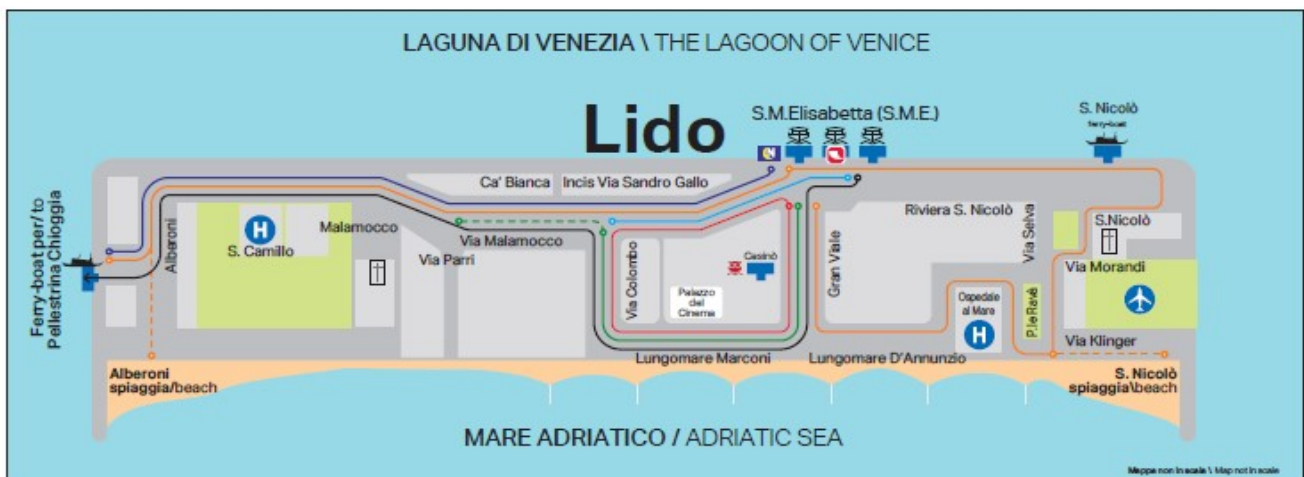 LAGUNA DI VENEZIA \ THE LAGOON OF VENICE
Lido
S.M.Elisabetta (S.M.E.)
S. Nicolò
ferry-boat
N
Ca' Bianca
Incis Via Sandro Gallo
Riviera S. Nicolò
Via Selva
S.Nicolò
Ferry-boat per/to
Pellestrina Chioggia
Alberoni
H
S. Camillo
Malamocco
Via Malamocco
Via Parri
Via Colombo
Casinò
Palazzo
del
Cinema
Gran Viale
Ospedale
al Mare
H
P.le Ravà
Via Morandi
Via Klinger
Lungomare Marconi
Lungomare D'Annunzio
Alberoni
spiaggia/beach
S. Nicolò
spiaggia\beach
MARE ADRIATICO / ADRIATIC SEA
Mappe non in scale \ Map not in scale